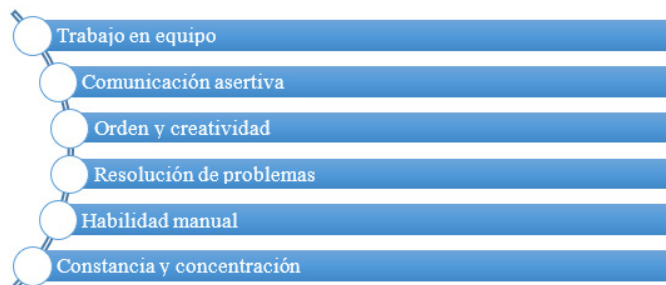 Trabajo en equipo
Comunicación asertiva
Orden y creatividad
Resolución de problemas
Habilidad manual
Constancia y concentración